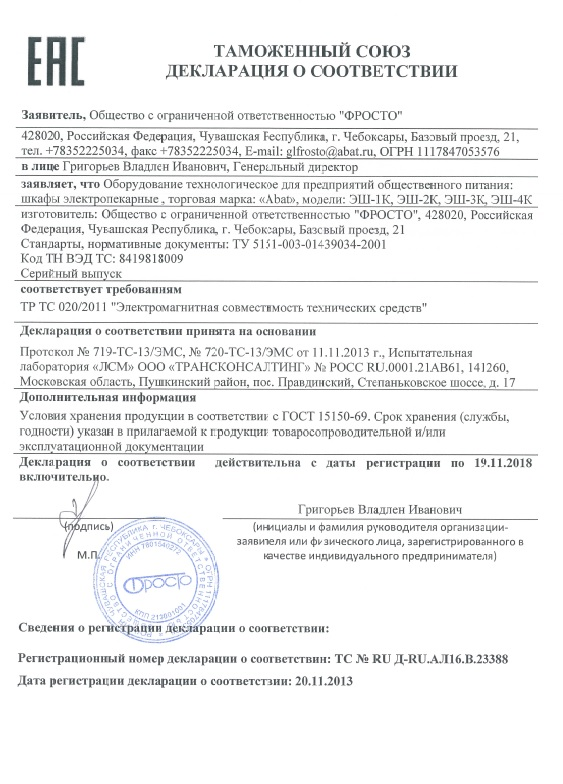 ЕАС
ТАМОЖЕННЫЙ СОЮЗ
ДЕКЛАРАЦИЯ О СООТВЕТСТВИИ
Заявитель, Общество с ограниченной ответственностью "ФРОСТО"
428020, Российская Федерация, Чувашская Республика, г. Чебоксары, Базовый проезд, 21,
тел. +78352225034, факс +78352225034, E-mail: glfrosto@abat.ru, ОГРН 1117847053576
в лице Григорьев Владлен Иванович, Генеральный директор
заявляет, что Оборудование технологическое для предприятий общественного питания:
шкафы электропекарные, торговая марка: «Abat», модели: ЭШ-1К, ЭШ-2К, ЭШ-3К, ЭШ-4К
изготовитель: Общество с ограниченной ответственностью "ФРОСТО", 428020, Российская
Федерация, Чувашская Республика, г. Чебоксары, Базовый проезд, 21
Стандарты, нормативные документы: ТУ 5151-003-01439034-2001
Код ТН ВЭД ТС: 8419818009
Серийный выпуск
соответствует требованиям
ТР ТС 020/2011 "Электромагнитная совместимость технических средств"
Декларация о соответствии принята на основании
Протокол № 719-ТС-13/ЭМС, № 720-ТС-13/ЭМС от 11.11.2013 г., Испытательная
лаборатория «ЛСМ» ООО «ТРАНСКОНСАЛТИНГ» № РОСС RU.0001.21АВ61, 141260,
Московская область, Пушкинский район, пос. Правдинский, Степаньковское шоссе, д. 17
Дополнительная информация
Условия хранения продукции в соответствии с ГОСТ 15150-69. Срок хранения (службы,
годности) указан в прилагаемой к продукции товаросопроводительной и/или
эксплуатационной документации
Декларация о соответствии действительна с даты регистрации по 19.11.2018
включительно.
Григорьев Владлен Иванович
(подпись)
(инициалы и фамилия руководителя организации-
заявителя или физического лица, зарегистрированного в
качестве индивидуального предпринимателя)
М.П.
ЧУВАШСКАЯ РЕСПУБЛИКА Г. ЧЕБОКСАРЫ
С ОГРАНИЧЕННОЙ ОТВЕТСТВЕННОСТЬЮ
ИНН 7801540272
Фросто
КПП 213001001
Сведения о регистрации декларации о соответствии:
Регистрационный номер декларации о соответствии: ТС № RU Д-RU.АЛ16.В.23388
Дата регистрации декларации о соответствии: 20.11.2013